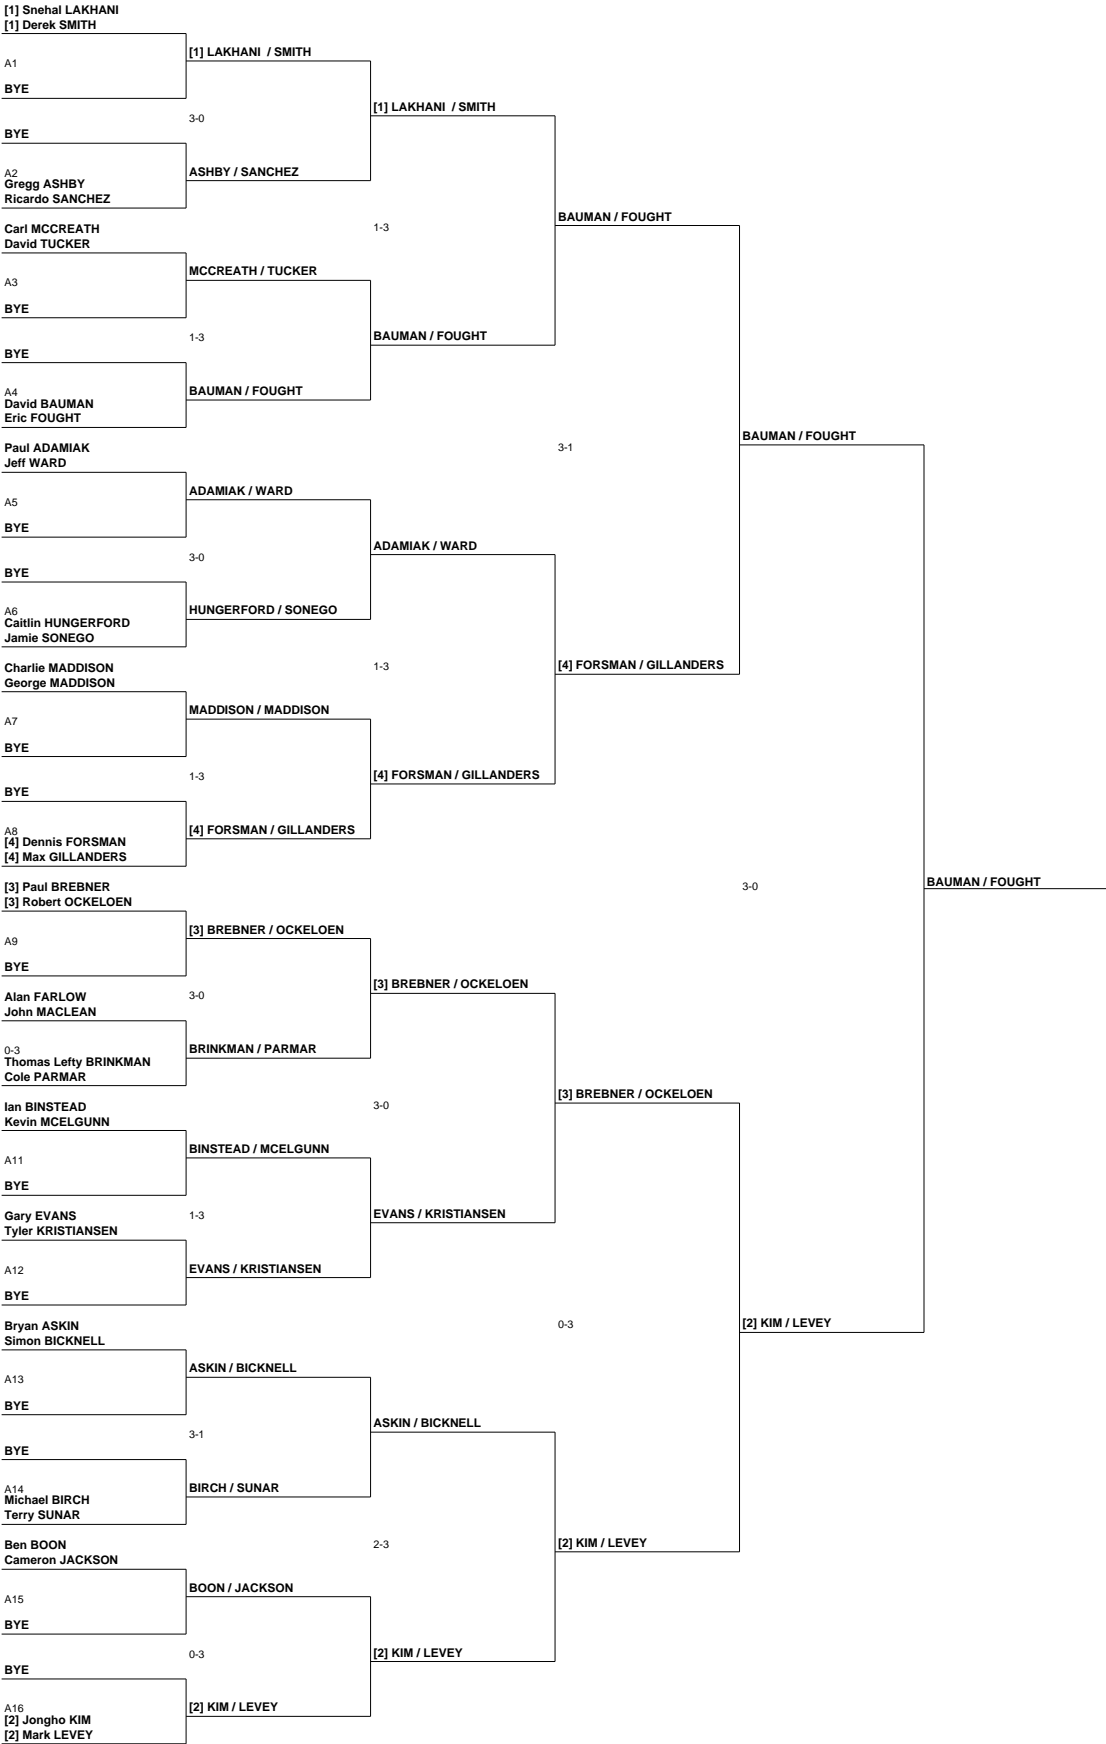 [1] Snehal LAKHANI
[1] Derek SMITH
[1] LAKHANI / SMITH
A1
BYE
[1] LAKHANI / SMITH
3-0
BYE
ASHBY / SANCHEZ
A2
Gregg ASHBY
Ricardo SANCHEZ
BAUMAN / FOUGHT
Carl MCCREATH
1-3
David TUCKER
MCCREATH / TUCKER
A3
BYE
1-3
BAUMAN / FOUGHT
BYE
A4
BAUMAN / FOUGHT
David BAUMAN
Eric FOUGHT
BAUMAN / FOUGHT
Paul ADAMIAK
3-1
Jeff WARD
ADAMIAK / WARD
A5
BYE
ADAMIAK / WARD
3-0
BYE
A6
HUNGERFORD / SONEGO
Caitlin HUNGERFORD
Jamie SONEGO
Charlie MADDISON
1-3
[4] FORSMAN / GILLANDERS
George MADDISON
MADDISON / MADDISON
A7
BYE
1-3
[4] FORSMAN / GILLANDERS
BYE
A8
[4] FORSMAN / GILLANDERS
[4] Dennis FORSMAN
[4] Max GILLANDERS
[3] Paul BREBNER
3-0
BAUMAN / FOUGHT
[3] Robert OCKELOEN
[3] BREBNER / OCKELOEN
A9
BYE
[3] BREBNER / OCKELOEN
Alan FARLOW
3-0
John MACLEAN
0-3
BRINKMAN / PARMAR
Thomas Lefty BRINKMAN
Cole PARMAR
[3] BREBNER / OCKELOEN
Ian BINSTEAD
3-0
Kevin MCELGUNN
BINSTEAD / MCELGUNN
A11
BYE
Gary EVANS
1-3
EVANS / KRISTIANSEN
Tyler KRISTIANSEN
A12
EVANS / KRISTIANSEN
BYE
Bryan ASKIN
0-3
[2] KIM / LEVEY
Simon BICKNELL
ASKIN / BICKNELL
A13
BYE
ASKIN / BICKNELL
3-1
BYE
A14
BIRCH / SUNAR
Michael BIRCH
Terry SUNAR
Ben BOON
2-3
[2] KIM / LEVEY
Cameron JACKSON
BOON / JACKSON
A15
BYE
0-3
[2] KIM / LEVEY
BYE
A16
[2] KIM / LEVEY
[2] Jongho KIM
[2] Mark LEVEY